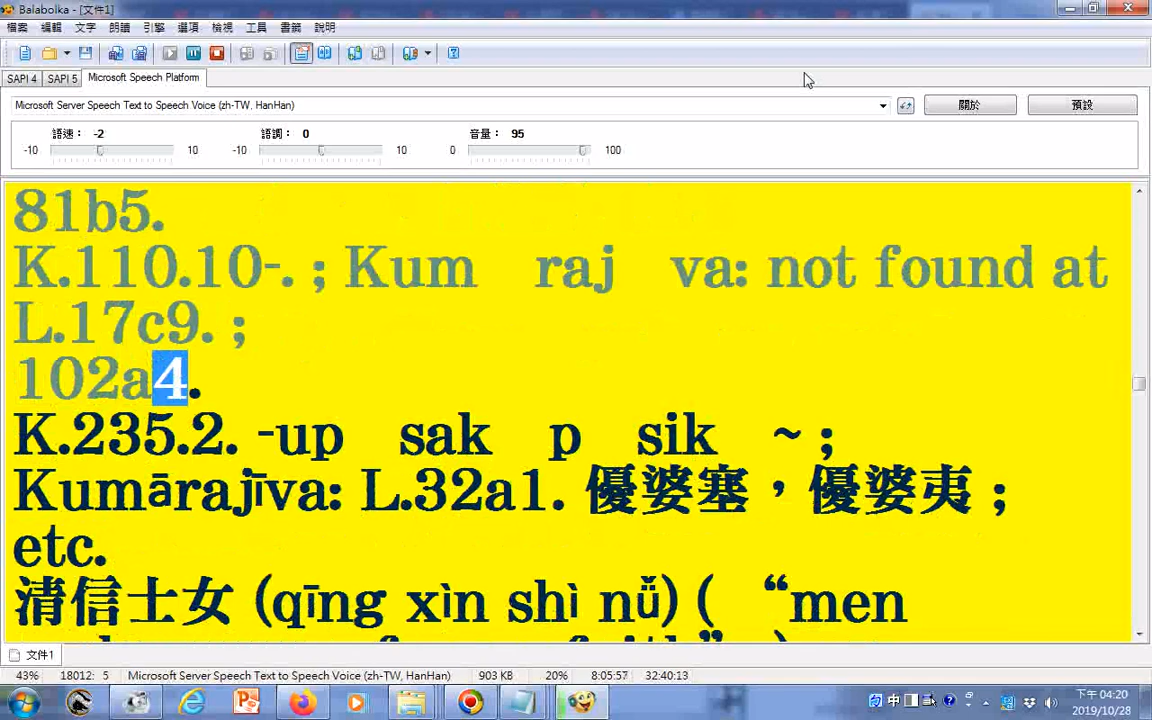 Balabolka - [文件1]
檔案 編輯 文字 朗讀 引擎 選項 檢視 工具 書籤 說明
SAPI 4 SAPI 5 Microsoft Speech Platform
Microsoft Server Speech Text to Speech Voice (zh-TW, HanHan) 關於 預設
語速： -2 語調： 0 音量： 95
-10 10 -10 10 0 100
81b5.
K.110.10-. ; Kum raj va: not found at
L.17c9. ;
102a4.
K.235.2. -up sak p sik ~ ;
Kumārajīva: L.32a1. 優婆塞，優婆夷 ;
etc.
清信士女 (qīng xìn shì nǚ) ( “men
文件1
43% 18012: 5 Microsoft Server Speech Text to Speech Voice (zh-TW, HanHan) 903 KB 20% 8:05:57 32:40:13
中 下午 04:20
2019/10/28